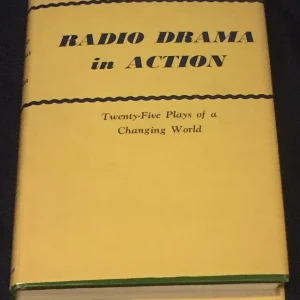 RADIO DRAMA
in ACTION
Twenty-Five Plays of a
Changing World